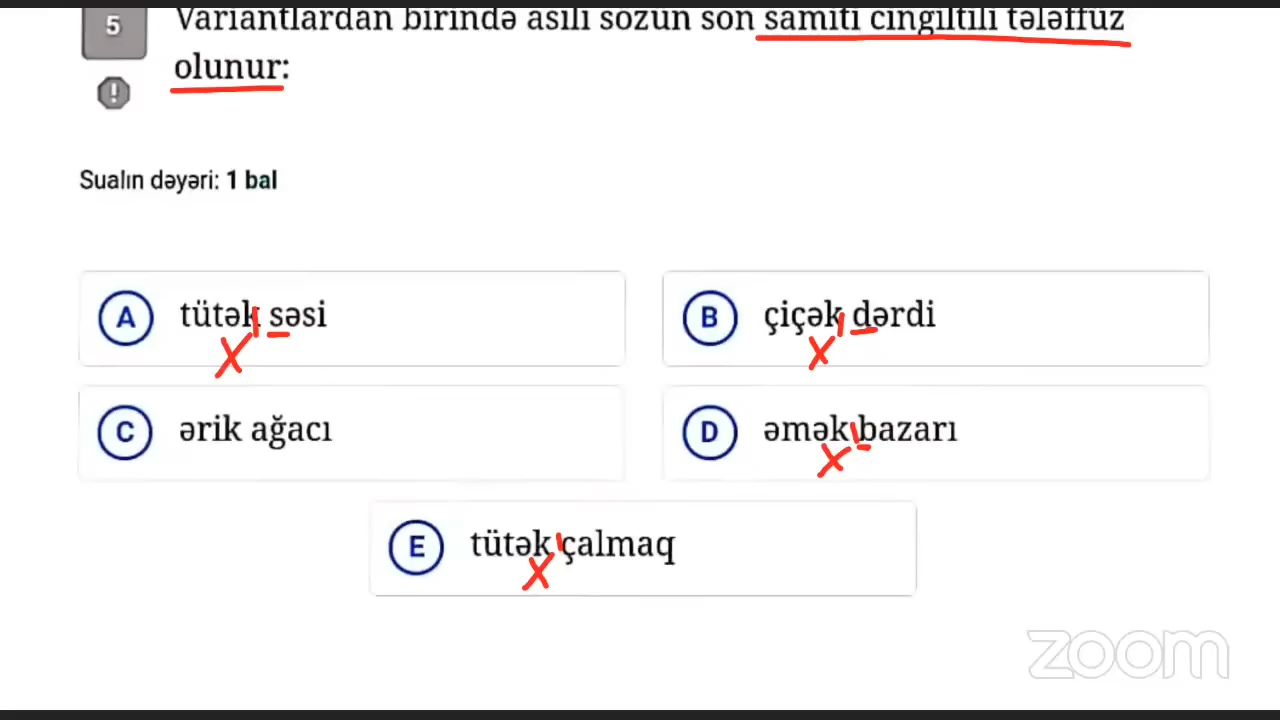 5
Variantlardan birində asılı sözün son samiti cingiltili tələffüz
olunur:
Sualın dəyəri: 1 bal
A tütək səsi
B çiçək dərdi
C ərik ağacı
D əmək bazarı
E tütək çalmaq
zoom